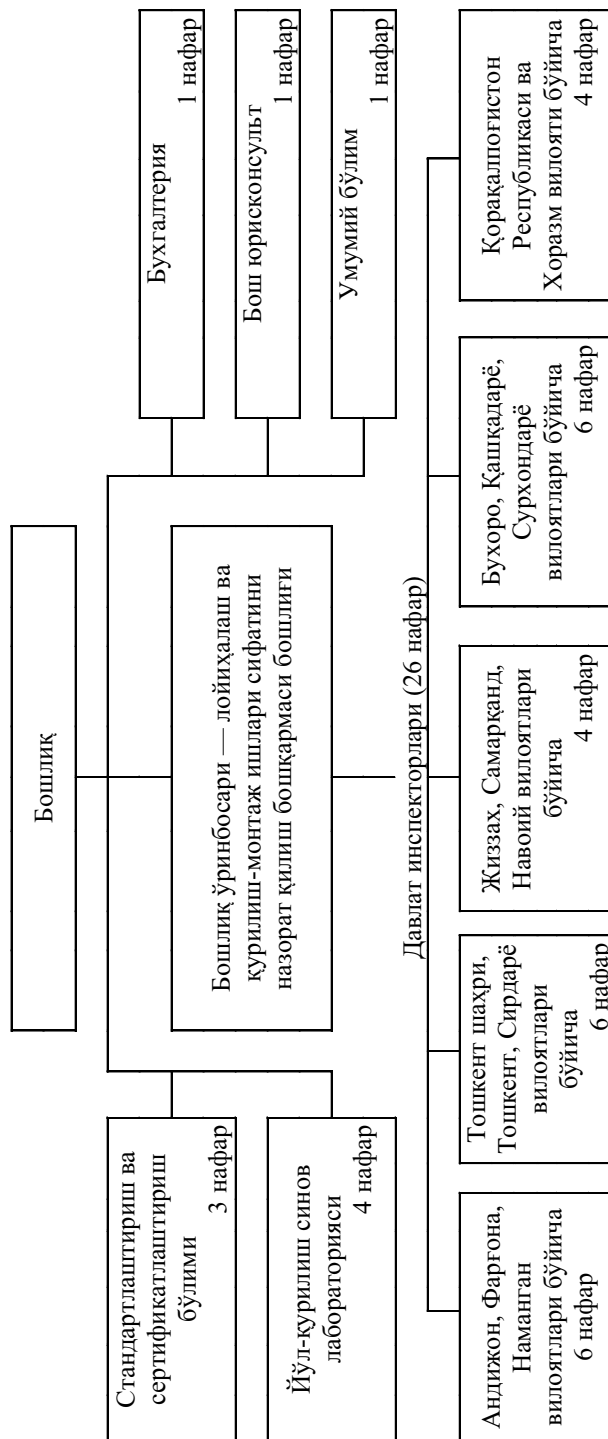 Бошлиқ
Стандартлаштириш ва
сертификатлаштириш
бўлими
3 нафар
Йўл-қурилиш синов
лабораторияси
4 нафар
Бошлиқ ўринбосари — лойиҳалаш ва
қурилиш-монтаж ишлари сифатини
назорат қилиш бошқармаси бошлиғи
Бухгалтерия
1 нафар
Бош юрисконсульт
1 нафар
Умумий бўлим
1 нафар
Давлат инспекторлари (26 нафар)
Андижон, Фарғона,
Наманган
вилоятлари бўйича
6 нафар
Тошкент шаҳри,
Тошкент, Сирдарё
вилоятлари
бўйича
6 нафар
Жиззах, Самарқанд,
Навоий вилоятлари
бўйича
4 нафар
Бухоро, Қашқадарё,
Сурхондарё
вилоятлари бўйича
6 нафар
Қорақалпоғистон
Республикаси ва
Хоразм вилояти бўйича
4 нафар